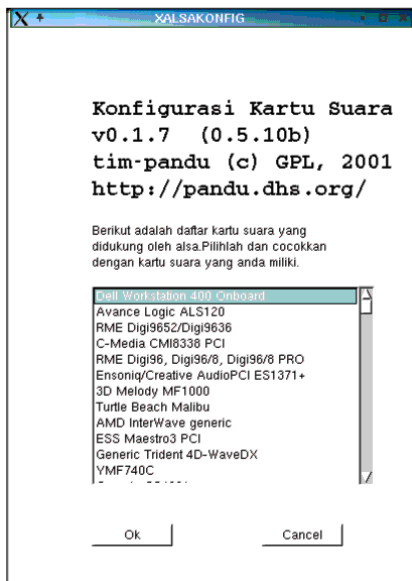 XALSAKONFIG
Konfigurasi Kartu Suara
v0.1.7 (0.5.10b)
tim-pandu (c) GPL, 2001
http://pandu.dhs.org/
Berikut adalah daftar kartu suara yang
didukung oleh alsa.Pilihlah dan cocokkan
dengan kartu suara yang anda miliki.
Dell Workstation 400 Onboard
Avance Logic ALS120
RME Digi9652/Digi9636
C-Media CMI8338 PCI
RME Digi96, Digi96/8, Digi96/8 PRO
Ensoniq/Creative AudioPCI ES1371+
3D Melody MF1000
Turtle Beach Malibu
AMD InterWave generic
ESS Maestro3 PCI
Generic Trident 4D-WaveDX
YMF740C
Ok
Cancel